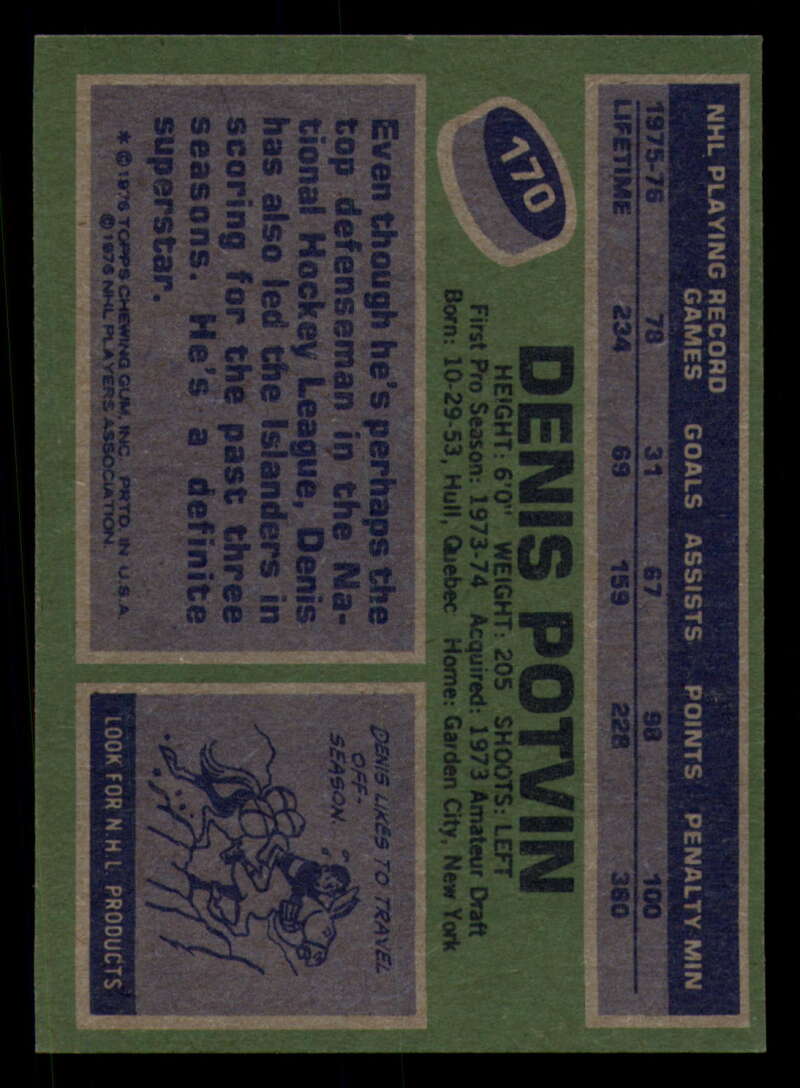 NHL PLAYING RECORD
GAMES GOALS ASSISTS POINTS PENALTY MIN
1975-76 78 31 67 98 100
LIFETIME 234 69 159 228 360
170
DENIS POTVIN
HEIGHT: 6'0" WEIGHT: 205 SHOOTS: LEFT
First Pro Season: 1973-74 Acquired: 1973 Amateur Draft
Born: 10-29-53, Hull, Quebec Home: Garden City, New York
Even though he's perhaps the
top defenseman in the Na-
tional Hockey League, Denis
has also led the Islanders in
scoring for the past three
seasons. He's a definite
superstar.
* © 1976 TOPPS CHEWING GUM, INC. PRTD. IN U.S.A.
© 1976 NHL PLAYERS ASSOCIATION.
DENIS LIKES TO TRAVEL
OFF-
SEASON.
LOOK FOR N H L PRODUCTS